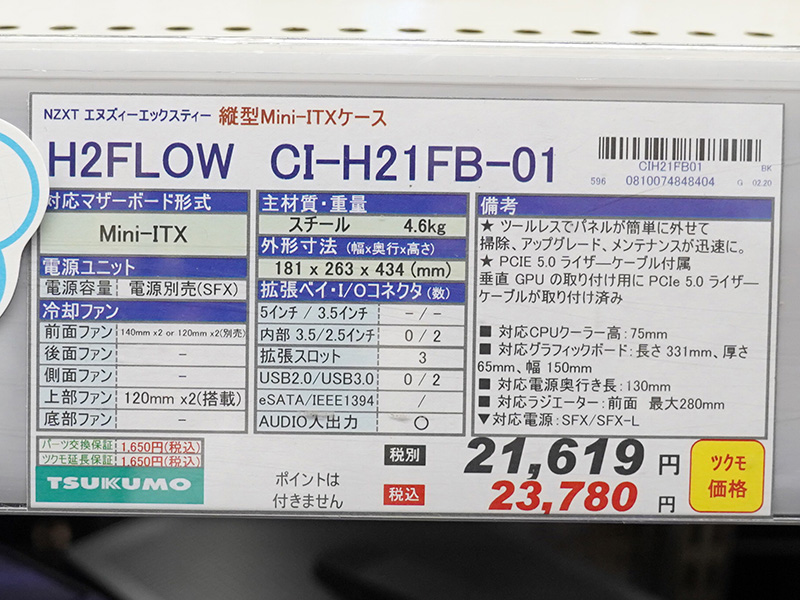 NZXT エヌズィーエックスティー 縦型Mini-ITXケース
H2FLOW CI-H21FB-01
CIH21FB01 BK
596 0810074848404 G 02.20
対応マザーボード形式
Mini-ITX
電源ユニット
電源容量 電源別売(SFX)
冷却ファン
前面ファン 140mm x2 or 120mm x2(別売)
後面ファン -
側面ファン -
上部ファン 120mm x2(搭載)
底部ファン -
主材質・重量
スチール 4.6kg
外形寸法 (幅x奥行x高さ)
181 x 263 x 434 (mm)
拡張ベイ・I/Oコネクタ(数)
5インチ / 3.5インチ -/-
内部 3.5/2.5インチ 0 / 2
拡張スロット 3
USB2.0/USB3.0 0 / 2
eSATA/IEEE1394 /
AUDIO入出力 〇
備考
★ ツールレスでパネルが簡単に外せて
掃除、アップグレード、メンテナンスが迅速に。
★ PCIE 5.0 ライザーケーブル付属
垂直 GPU の取り付け用に PCIe 5.0 ライザー
ケーブルが取り付け済み
■ 対応CPUクーラー高:75mm
■ 対応グラフィックボード:長さ 331mm、厚さ
65mm、幅 150mm
■ 対応電源奥行き長:130mm
■ 対応ラジエター:前面 最大280mm
▼対応電源:SFX/SFX-L
パーツ交換保証 1,650円(税込)
ツクモ延長保証 1,650円(税込)
TSUKUMO
ポイントは
付きません
税別 21,619 円
税込 23,780 円
ツクモ
価格